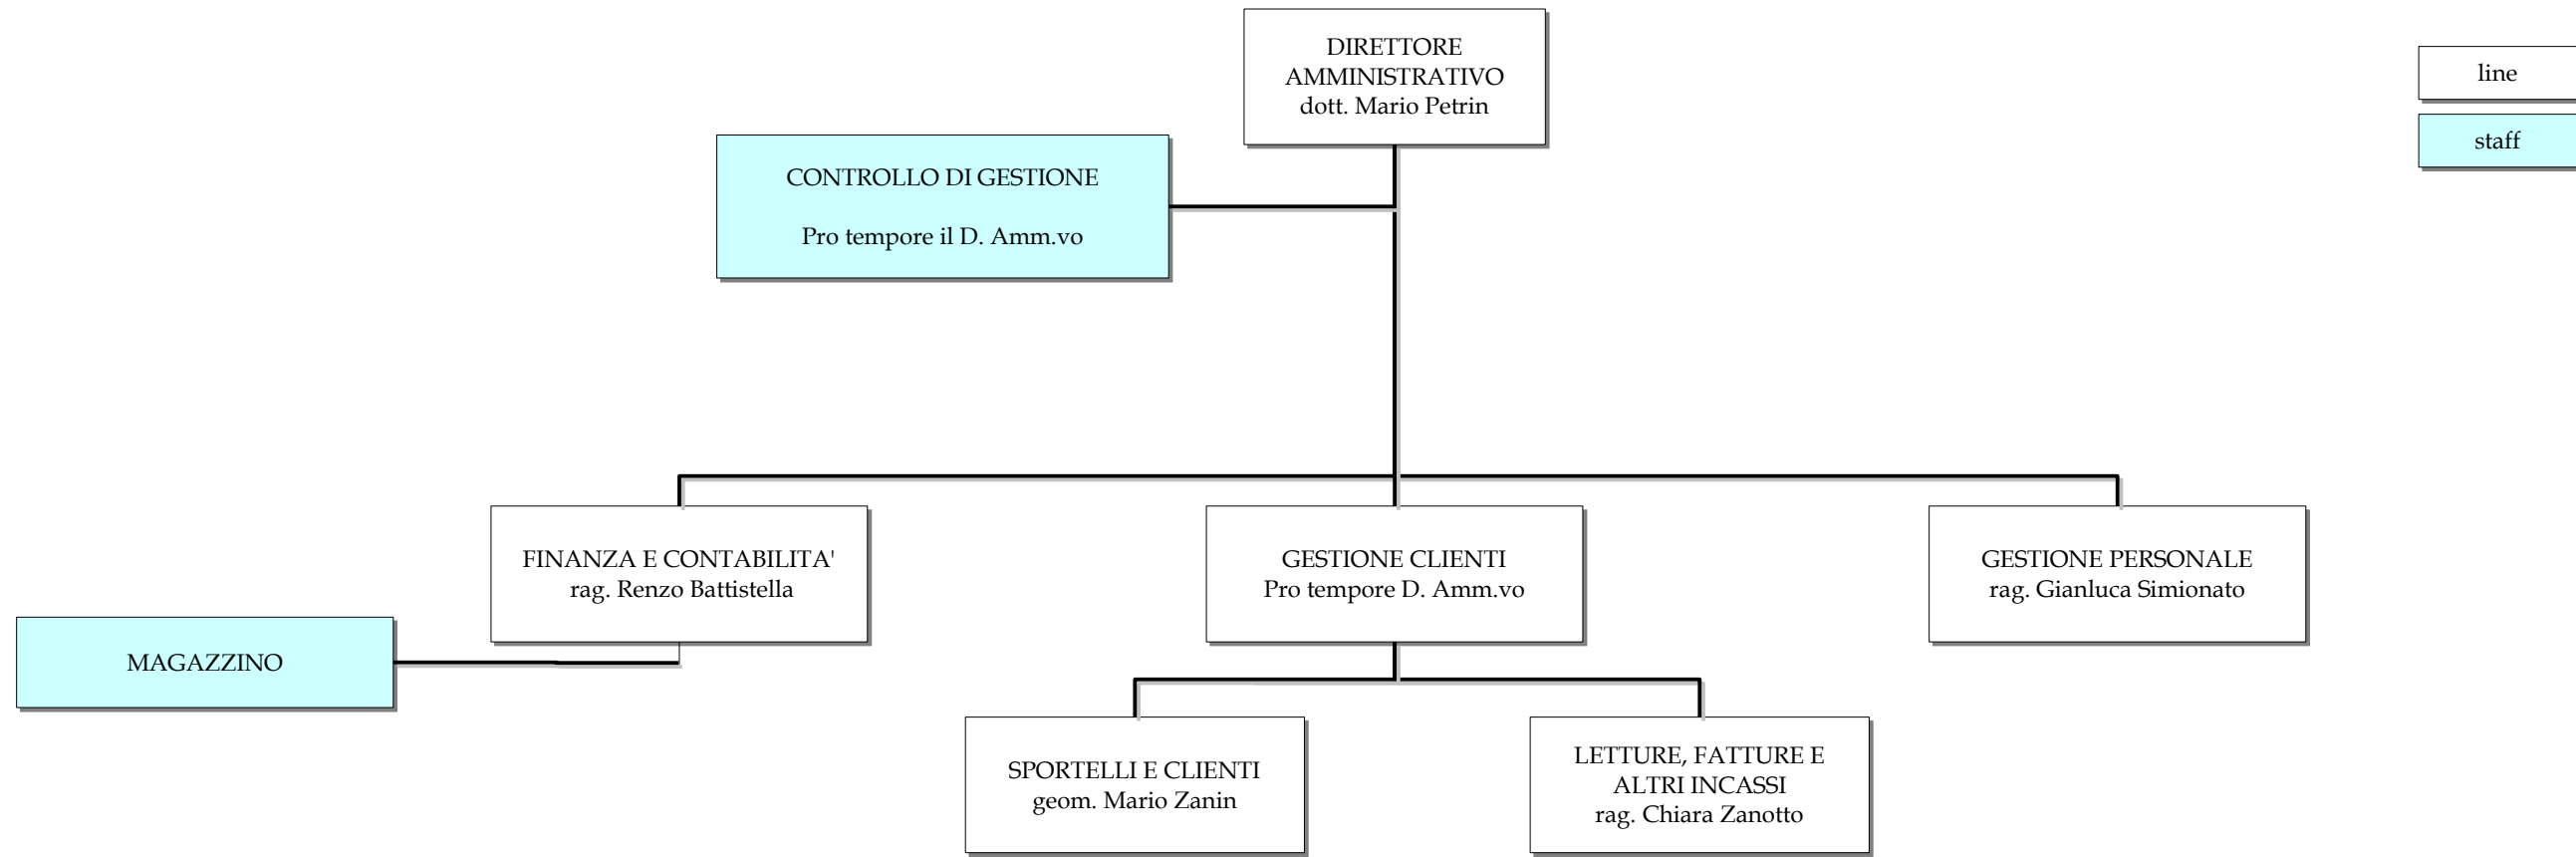 DIRETTORE
AMMINISTRATIVO
dott. Mario Petrin
line
staff
CONTROLLO DI GESTIONE
Pro tempore il D. Amm.vo
FINANZA E CONTABILITA'
rag. Renzo Battistella
GESTIONE CLIENTI
Pro tempore D. Amm.vo
GESTIONE PERSONALE
rag. Gianluca Simionato
MAGAZZINO
SPORTELLI E CLIENTI
geom. Mario Zanin
LETTURE, FATTURE E
ALTRI INCASSI
rag. Chiara Zanotto